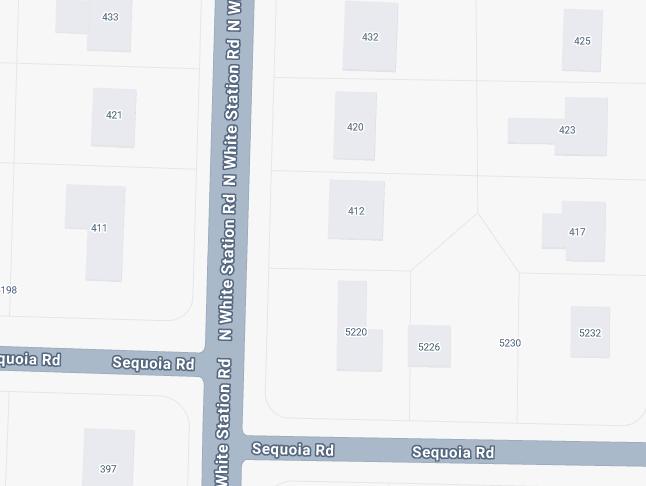 433
N W
432
425
421
420
423
N White Station Rd
412
411
417
N White Station Rd
198
5220
5226
5230
5232
quoia Rd
Sequoia Rd
White Station Rd
Sequoia Rd
Sequoia Rd
397